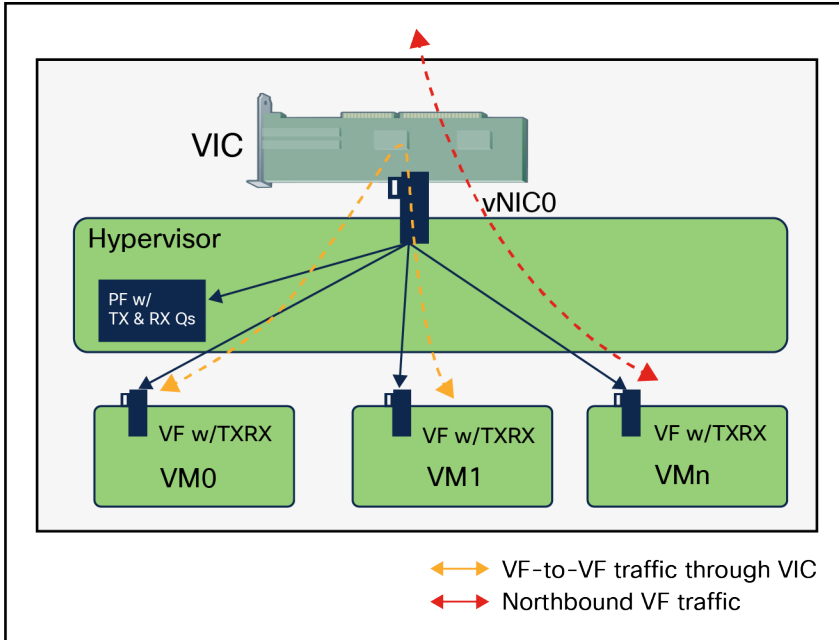 VIC
vNIC0
Hypervisor
PF w/
TX & RX Qs
VF w/TXRX
VM0
VF w/TXRX
VM1
VF w/TXRX
VMn
VF-to-VF traffic through VIC
Northbound VF traffic